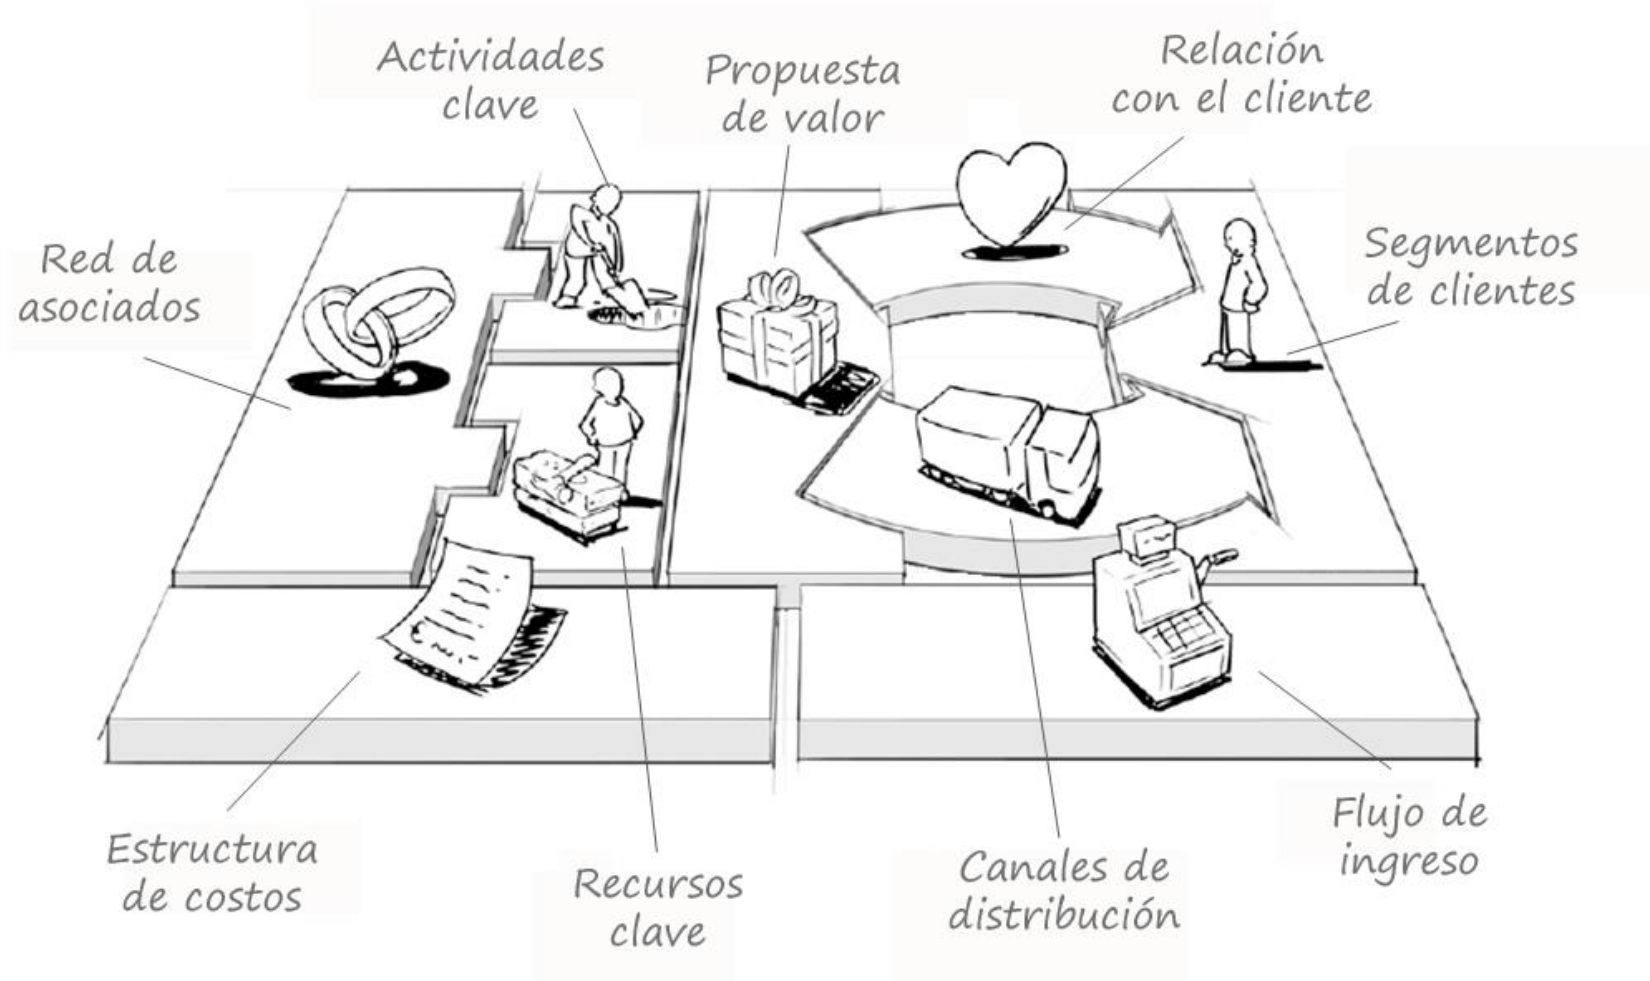 Actividades
clave
Propuesta
de valor
Relación
con el cliente
Red de
asociados
Segmentos
de clientes
Estructura
de costos
Recursos
clave
Canales de
distribución
Flujo de
ingreso